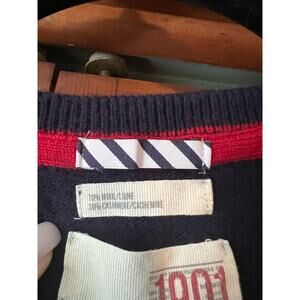 70% WOOL/LAINE
30% CASHMERE/CACHEMIRE
1901